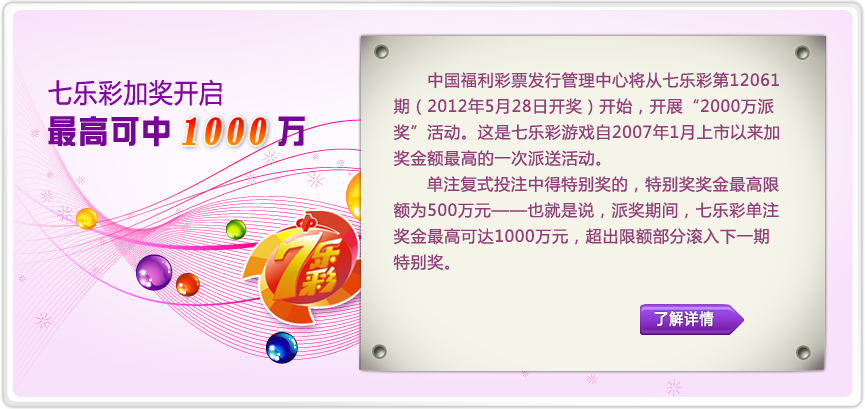 七乐彩加奖开启
最高可中 1000 万
中
7乐彩
中国福利彩票发行管理中心将从七乐彩第12061
期（2012年5月28日开奖）开始，开展“2000万派
奖”活动。这是七乐彩游戏自2007年1月上市以来加
奖金额最高的一次派送活动。
单注复式投注中得特别奖的，特别奖奖金最高限
额为500万元——也就是说，派奖期间，七乐彩单注
奖金最高可达1000万元，超出限额部分滚入下一期
特别奖。
了解详情